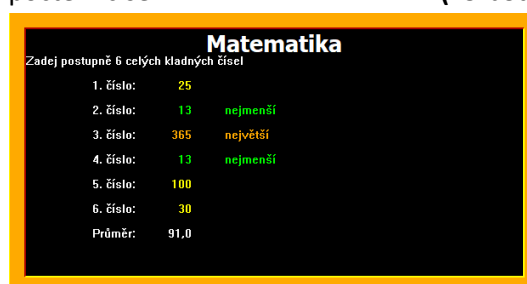 Matematika
Zadej postupně 6 celých kladných čísel
1. číslo: 25
2. číslo: 13 nejmenší
3. číslo: 365 největší
4. číslo: 13 nejmenší
5. číslo: 100
6. číslo: 30
Průměr: 91,0